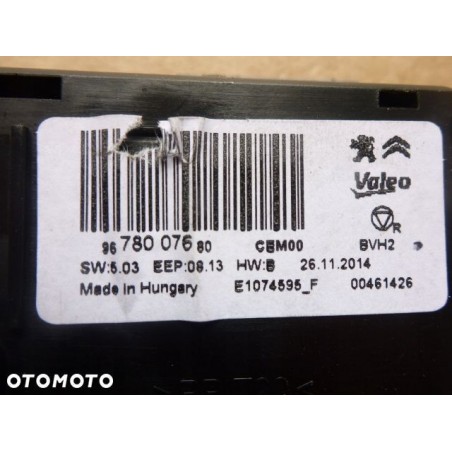 Valeo
R
96 780 076 80 CBM00 BVH2
SW:5.03 EEP:08.13 HW:B 26.11.2014
Made in Hungary E1074595_F 00461426
OTOMOTO